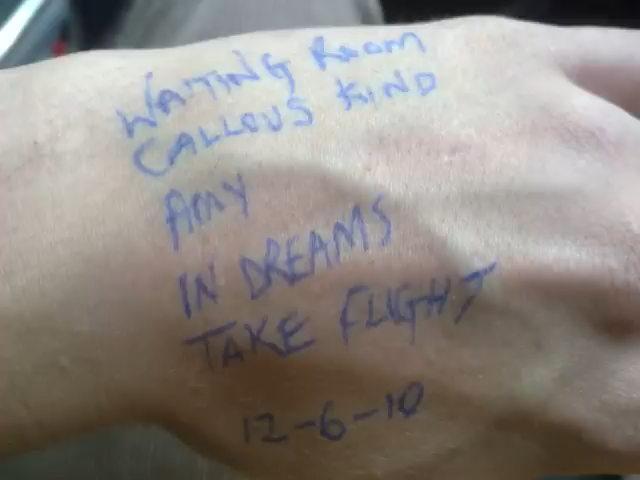 WAITING ROOM
CALLOUS KIND
AMY
IN DREAMS
TAKE FLIGHT
12-6-10